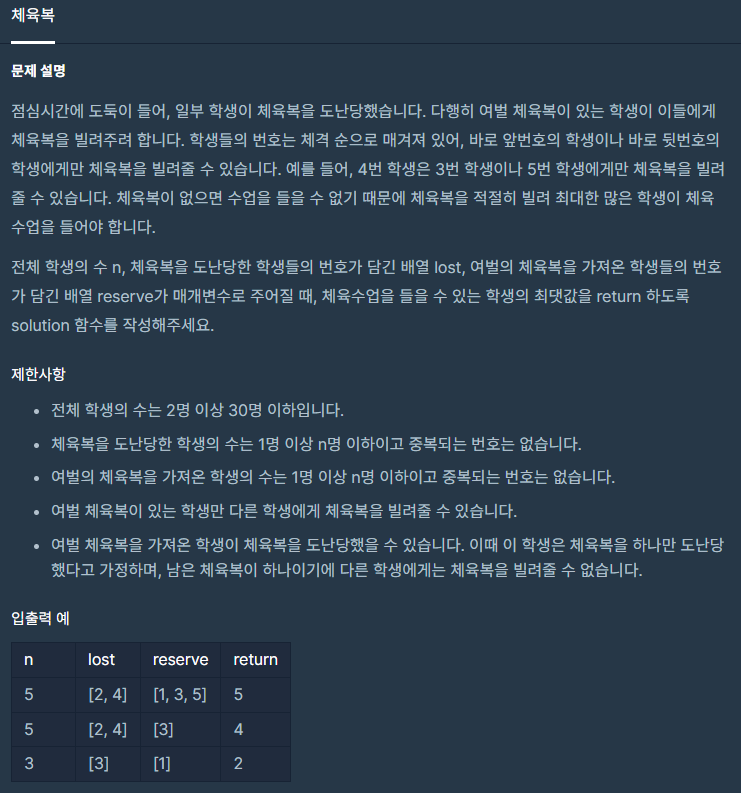 체육복
문제 설명
점심시간에 도둑이 들어, 일부 학생이 체육복을 도난당했습니다. 다행히 여벌 체육복이 있는 학생이 이들에게
체육복을 빌려주려 합니다. 학생들의 번호는 체격 순으로 매겨져 있어, 바로 앞번호의 학생이나 바로 뒷번호의
학생에게만 체육복을 빌려줄 수 있습니다. 예를 들어, 4번 학생은 3번 학생이나 5번 학생에게만 체육복을 빌려
줄 수 있습니다. 체육복이 없으면 수업을 들을 수 없기 때문에 체육복을 적절히 빌려 최대한 많은 학생이 체육
수업을 들어야 합니다.
전체 학생의 수 n, 체육복을 도난당한 학생들의 번호가 담긴 배열 lost, 여벌의 체육복을 가져온 학생들의 번호
가 담긴 배열 reserve가 매개변수로 주어질 때, 체육수업을 들을 수 있는 학생의 최댓값을 return 하도록
solution 함수를 작성해주세요.
제한사항
• 전체 학생의 수는 2명 이상 30명 이하입니다.
• 체육복을 도난당한 학생의 수는 1명 이상 n명 이하이고 중복되는 번호는 없습니다.
• 여벌의 체육복을 가져온 학생의 수는 1명 이상 n명 이하이고 중복되는 번호는 없습니다.
• 여벌 체육복이 있는 학생만 다른 학생에게 체육복을 빌려줄 수 있습니다.
• 여벌 체육복을 가져온 학생이 체육복을 도난당했을 수 있습니다. 이때 이 학생은 체육복을 하나만 도난당
했다고 가정하며, 남은 체육복이 하나이기에 다른 학생에게는 체육복을 빌려줄 수 없습니다.
입출력 예
n lost reserve return
5 [2, 4] [1, 3, 5] 5
5 [2, 4] [3] 4
3 [3] [1] 2